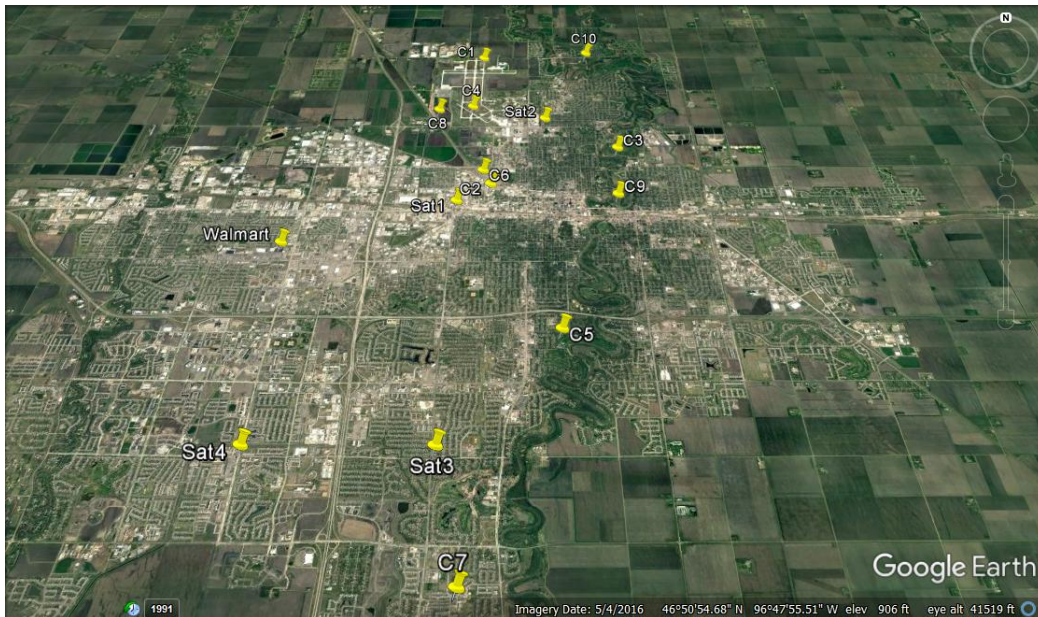 N
C10
C1
C4
Sat2
C8
C3
C6
C2
C9
Sat1
Walmart
C5
Sat4
Sat3
C7
Google Earth
1991
Imagery Date: 5/4/2016 46°50'54.68" N 96°47'55.51" W elev 906 ft eye alt 41519 ft